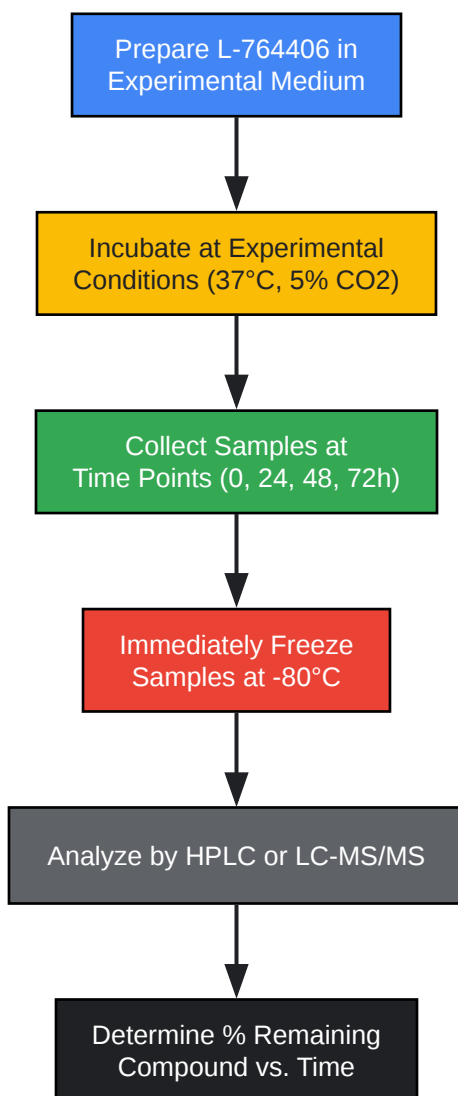 Prepare L-764406 in
Experimental Medium
Incubate at Experimental
Conditions (37°C, 5% CO2)
Collect Samples at
Time Points (0, 24, 48, 72h)
Immediately Freeze
Samples at -80°C
Analyze by HPLC or LC-MS/MS
Determine % Remaining
Compound vs. Time